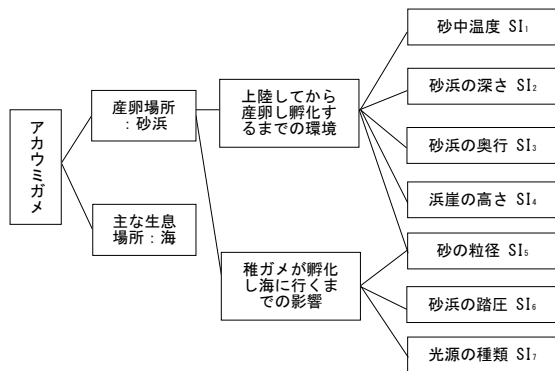 アカウミガメ
産卵場所
：砂浜
主な生息
場所：海
上陸してから
産卵し孵化す
るまでの環境
稚ガメが孵化
し海に行くま
での影響
砂中温度 SI₁
砂浜の深さ SI₂
砂浜の奥行 SI₃
浜崖の高さ SI₄
砂の粒径 SI₅
砂浜の踏圧 SI₆
光源の種類 SI₇